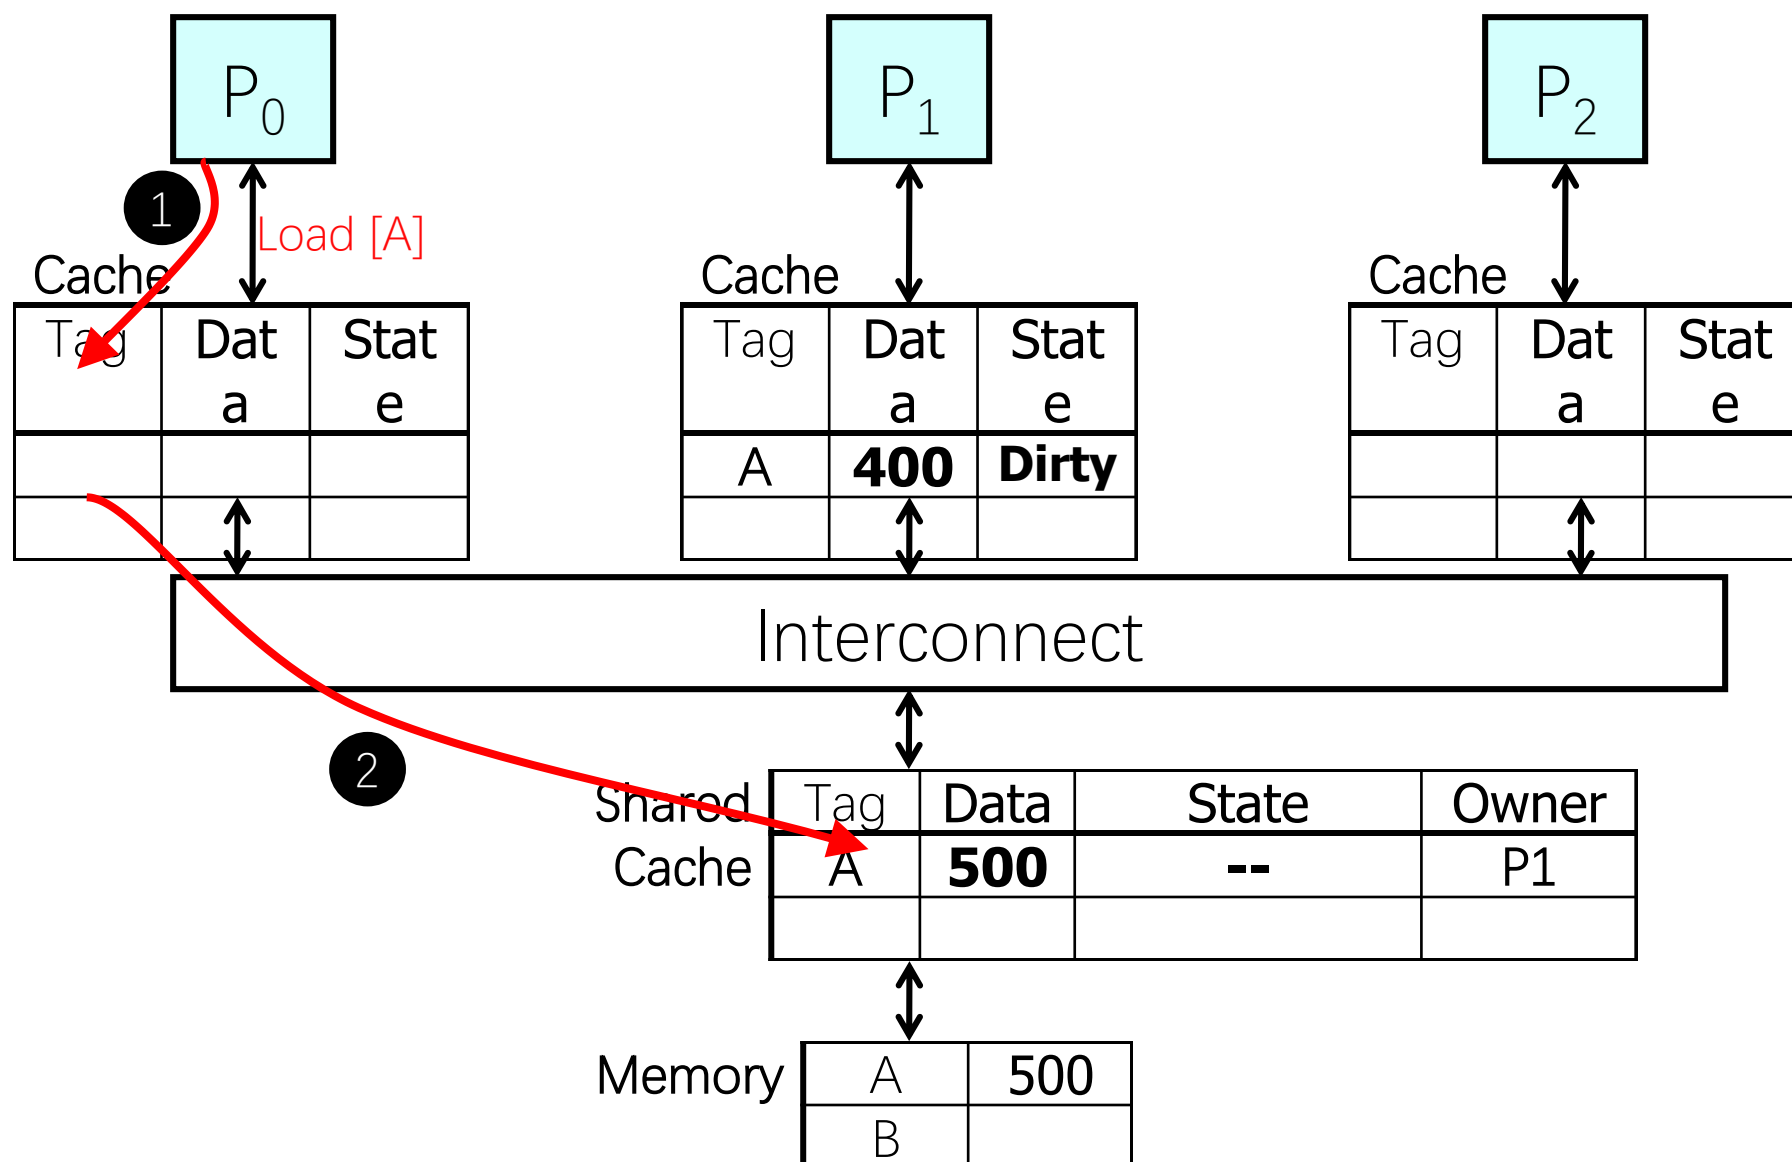 P0
P1
P2
1
Load [A]
Cache
Cache
Cache
Tag
Dat
a
Stat
e
Tag
Dat
a
Stat
e
Tag
Dat
a
Stat
e
A
400
Dirty
Interconnect
2
Shared
Cache
Tag
Data
State
Owner
A
500
--
P1
Memory
A
500
B